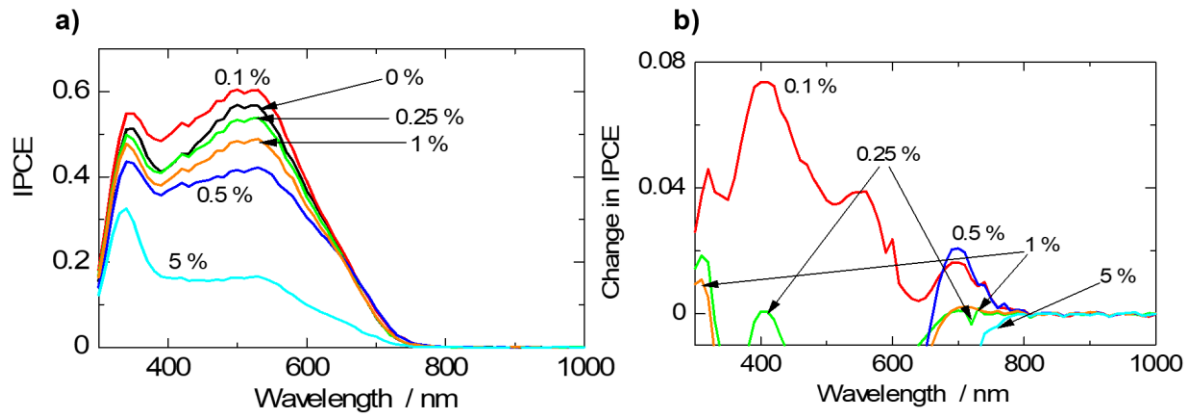 a)
IPCE
0.6
0.4
0.2
0
0.1 %
0 %
0.25 %
1 %
0.5 %
5 %
400 600 800 1000
Wavelength / nm
b)
Change in IPCE
0.08
0.04
0
0.1 %
0.25 %
0.5 %
1 %
5 %
400 600 800 1000
Wavelength / nm